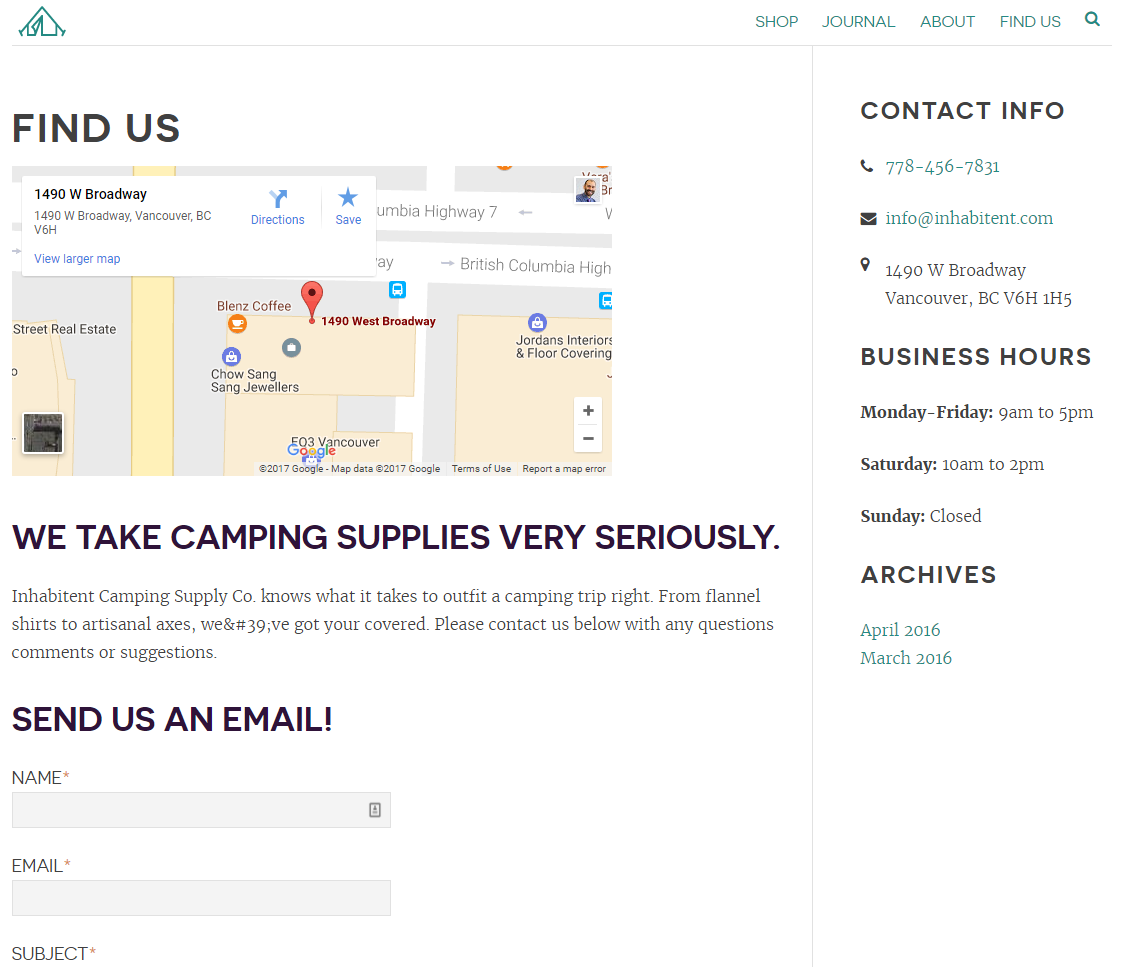 SHOP JOURNAL ABOUT FIND US
FIND US
1490 W Broadway
1490 W Broadway, Vancouver, BC
V6H
Directions
Save
View larger map
umbia Highway 7
ay
British Columbia High
Blenz Coffee
1490 West Broadway
Street Real Estate
Jordans Interiors
& Floor Covering
Chow Sang
Sang Jewellers
EQ3 Vancouver
Google
+
−
©2017 Google - Map data ©2017 Google Terms of Use Report a map error
WE TAKE CAMPING SUPPLIES VERY SERIOUSLY.
Inhabitent Camping Supply Co. knows what it takes to outfit a camping trip right. From flannel
shirts to artisanal axes, we&#39;ve got your covered. Please contact us below with any questions
comments or suggestions.
SEND US AN EMAIL!
NAME*
EMAIL*
SUBJECT*
CONTACT INFO
778-456-7831
info@inhabitent.com
1490 W Broadway
Vancouver, BC V6H 1H5
BUSINESS HOURS
Monday-Friday: 9am to 5pm
Saturday: 10am to 2pm
Sunday: Closed
ARCHIVES
April 2016
March 2016